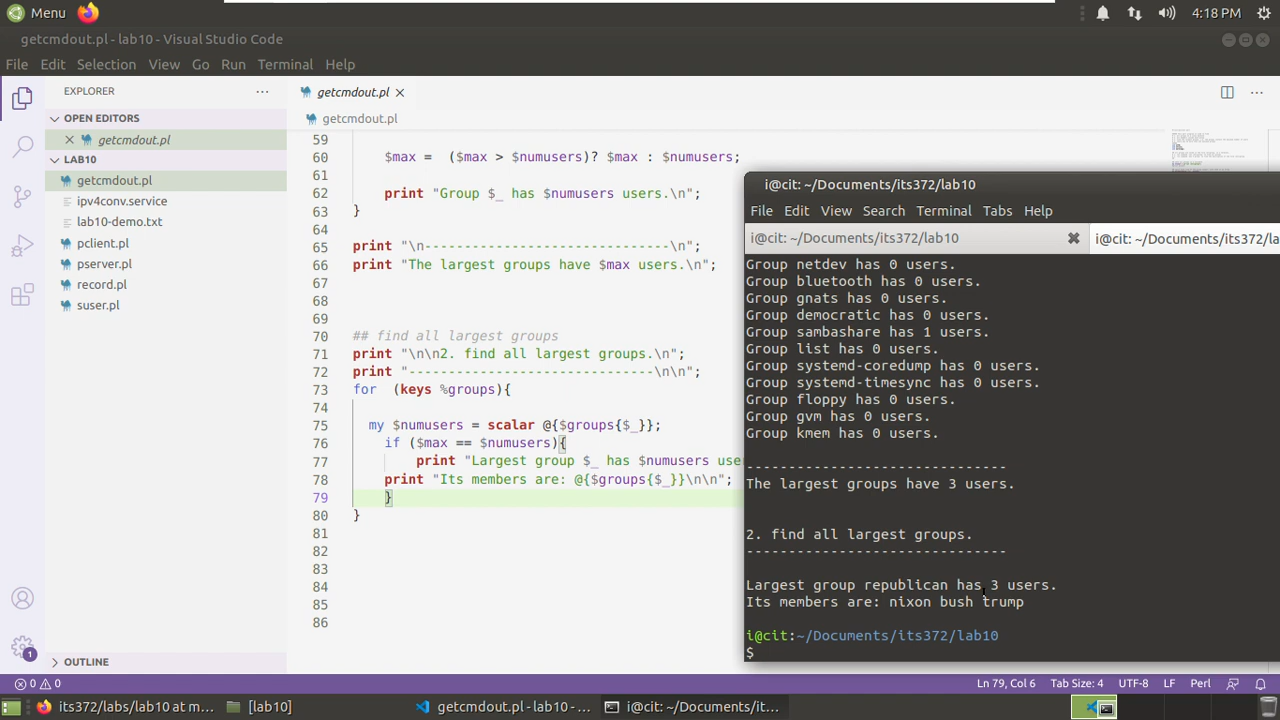 Menu
4:18 PM
getcmdout.pl - lab10 - Visual Studio Code
File Edit Selection View Go Run Terminal Help
EXPLORER
OPEN EDITORS
getcmdout.pl
LAB10
getcmdout.pl
ipv4conv.service
lab10-demo.txt
pclient.pl
pserver.pl
record.pl
suser.pl
OUTLINE
getcmdout.pl
getcmdout.pl
59
60 $max =  ($max > $numusers)? $max : $numusers;
61
62 print "Group $_ has $numusers users.\n";
63 }
64
65 print "\n-------------------------------\n";
66 print "The largest groups have $max users.\n";
67
68
69
70 ## find all largest groups
71 print "\n\n2. find all largest groups.\n";
72 print "-------------------------------\n\n";
73 for  (keys %groups){
74
75 my $numusers = scalar @{$groups{$_}};
76 if ($max == $numusers){
77 print "Largest group $_ has $numusers user
78 print "Its members are: @{$groups{$_}}\n\n";
79 }
80 }
81
82
83
84
85
86
i@cit: ~/Documents/its372/lab10
File Edit View Search Terminal Tabs Help
i@cit: ~/Documents/its372/lab10
i@cit: ~/Documents/its372/la
Group netdev has 0 users.
Group bluetooth has 0 users.
Group gnats has 0 users.
Group democratic has 0 users.
Group sambashare has 1 users.
Group list has 0 users.
Group systemd-coredump has 0 users.
Group systemd-timesync has 0 users.
Group floppy has 0 users.
Group gvm has 0 users.
Group kmem has 0 users.
-------------------------------
The largest groups have 3 users.
2. find all largest groups.
-------------------------------
Largest group republican has 3 users.
Its members are: nixon bush trump
i@cit:~/Documents/its372/lab10
$
0 0
Ln 79, Col 6 Tab Size: 4 UTF-8 LF Perl
1
its372/labs/lab10 at m...
[lab10]
getcmdout.pl - lab10 - ...
i@cit: ~/Documents/its37...